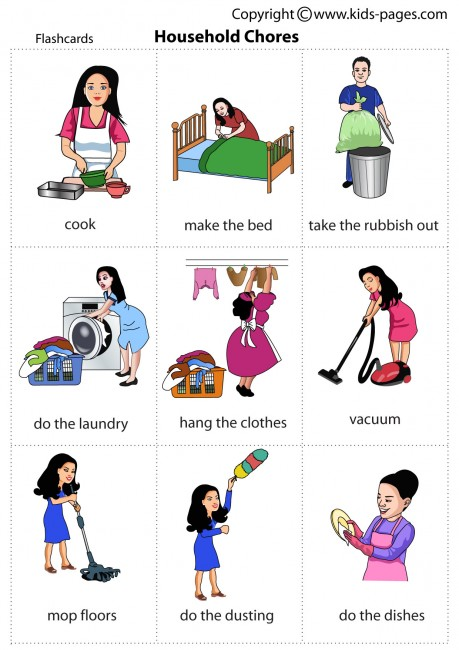 Copyright © www.kids-pages.com
Flashcards
Household Chores
cook
make the bed
take the rubbish out
do the laundry
hang the clothes
vacuum
mop floors
do the dusting
do the dishes